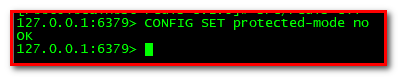 127.0.0.1:6379> CONFIG SET protected-mode no
OK
127.0.0.1:6379>